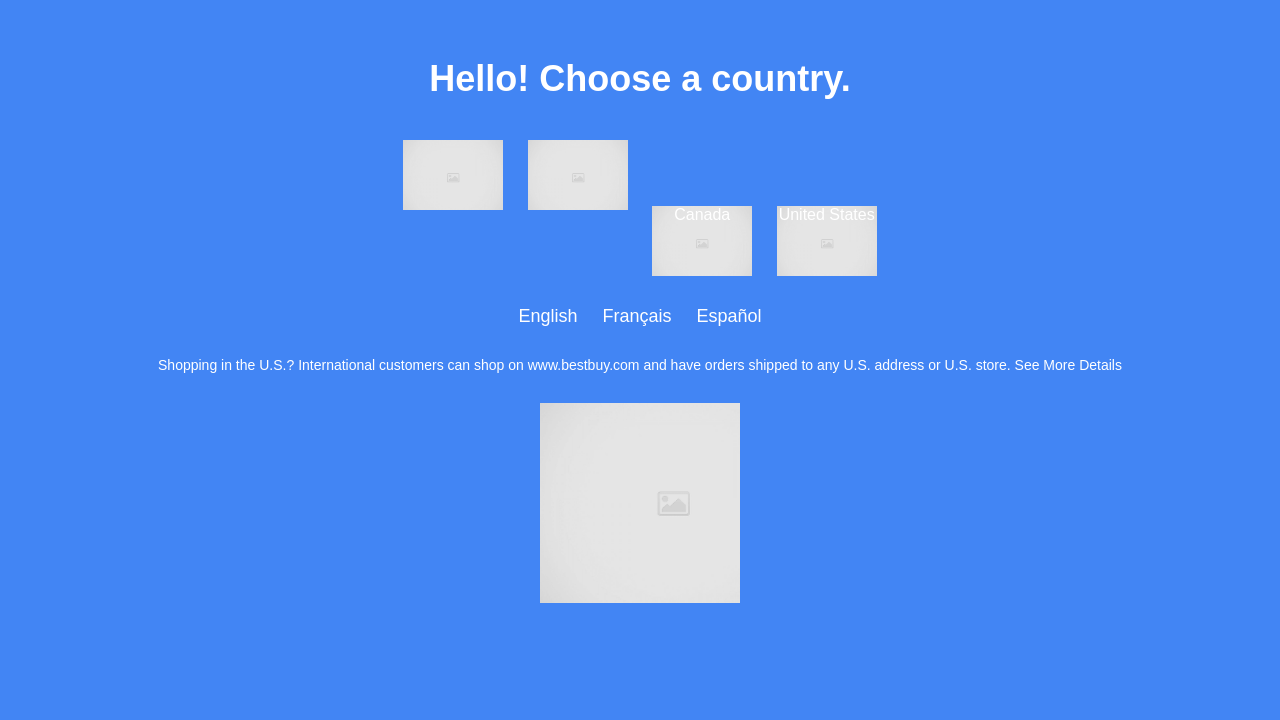 Hello! Choose a country.
Canada
United States
English
Français
Español
Shopping in the U.S.? International customers can shop on www.bestbuy.com and have orders shipped to any U.S. address or U.S. store. See More Details